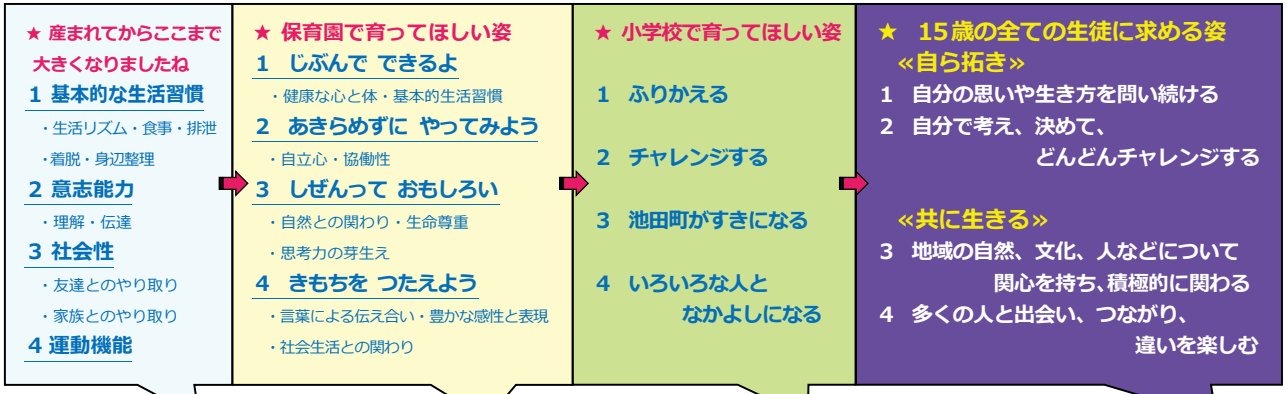 ★ 産まれてからここまで
大きくなりましたね
1 基本的な生活習慣
・生活リズム・食事・排泄
・着脱・身辺整理
2 意志能力
・理解・伝達
3 社会性
・友達とのやり取り
・家族とのやり取り
4 運動機能
★ 保育園で育ってほしい姿
1 じぶんで できるよ
・健康な心と体・基本的生活習慣
2 あきらめずに やってみよう
・自立心・協働性
3 しぜんって おもしろい
・自然との関わり・生命尊重
・思考力の芽生え
4 きもちを つたえよう
・言葉による伝え合い・豊かな感性と表現
・社会生活との関わり
★ 小学校で育ってほしい姿
1 ふりかえる
2 チャレンジする
3 池田町がすきになる
4 いろいろな人と
なかよしになる
★ 15歳の全ての生徒に求める姿
≪自ら拓き≫
1 自分の思いや生き方を問い続ける
2 自分で考え、決めて、
どんどんチャレンジする
≪共に生きる≫
3 地域の自然、文化、人などについて
関心を持ち、積極的に関わる
4 多くの人と出会い、つながり、
違いを楽しむ